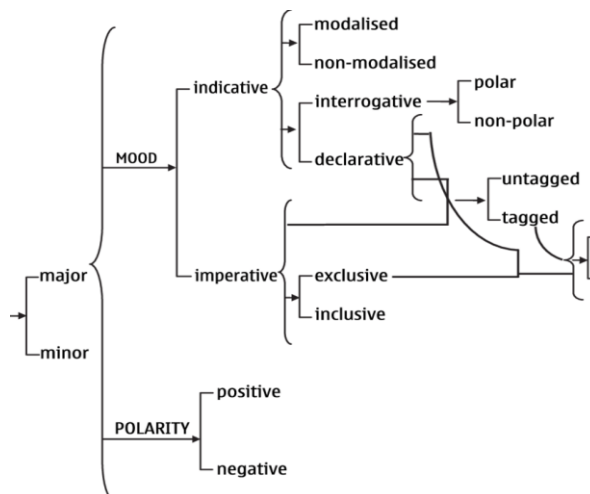 modalised
non-modalised
indicative
interrogative
polar
non-polar
MOOD
declarative
untagged
tagged
major
imperative
exclusive
inclusive
minor
positive
POLARITY
negative